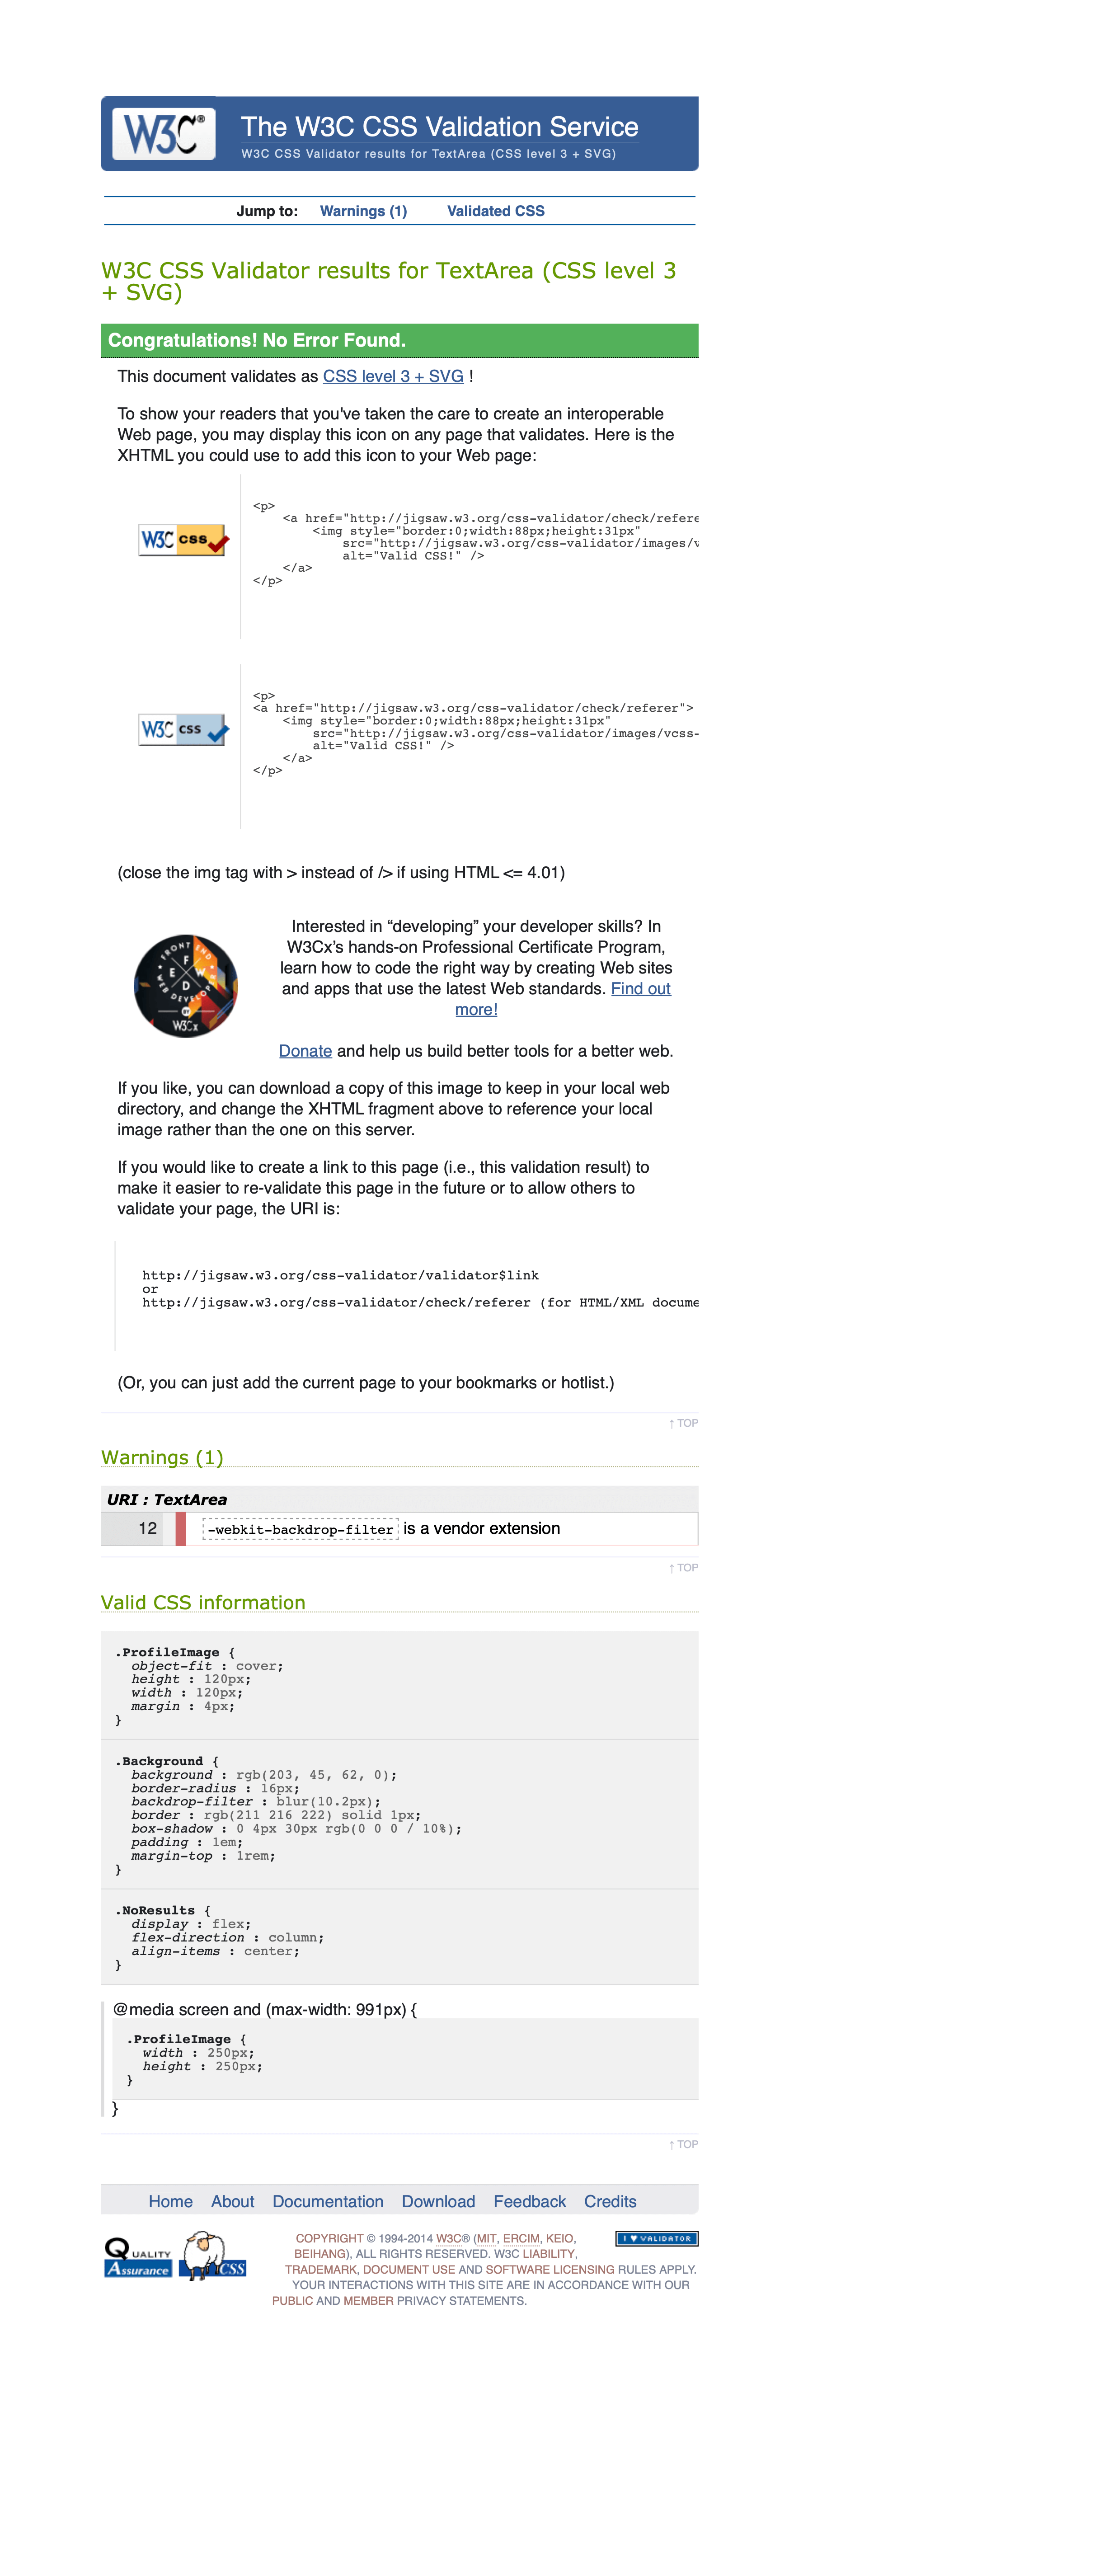 W3C®
The W3C CSS Validation Service
W3C CSS Validator results for TextArea (CSS level 3 + SVG)
Jump to: Warnings (1) Validated CSS
W3C CSS Validator results for TextArea (CSS level 3
+ SVG)
Congratulations! No Error Found.
This document validates as CSS level 3 + SVG !
To show your readers that you've taken the care to create an interoperable
Web page, you may display this icon on any page that validates. Here is the
XHTML you could use to add this icon to your Web page:
W3C css
<p>
<a href="http://jigsaw.w3.org/css-validator/check/refere
<img style="border:0;width:88px;height:31px"
src="http://jigsaw.w3.org/css-validator/images/v
alt="Valid CSS!" />
</a>
</p>
W3C css
<p>
<a href="http://jigsaw.w3.org/css-validator/check/referer">
<img style="border:0;width:88px;height:31px"
src="http://jigsaw.w3.org/css-validator/images/vcss-
alt="Valid CSS!" />
</a>
</p>
(close the img tag with > instead of /> if using HTML <= 4.01)
FRONT END
E F W D
WEB DEVELOP
W3Cx
Interested in “developing” your developer skills? In
W3Cx’s hands-on Professional Certificate Program,
learn how to code the right way by creating Web sites
and apps that use the latest Web standards. Find out
more!
Donate and help us build better tools for a better web.
If you like, you can download a copy of this image to keep in your local web
directory, and change the XHTML fragment above to reference your local
image rather than the one on this server.
If you would like to create a link to this page (i.e., this validation result) to
make it easier to re-validate this page in the future or to allow others to
validate your page, the URI is:
http://jigsaw.w3.org/css-validator/validator$link
or
http://jigsaw.w3.org/css-validator/check/referer (for HTML/XML docume
(Or, you can just add the current page to your bookmarks or hotlist.)
↑ TOP
Warnings (1)
URI : TextArea
12 -webkit-backdrop-filter is a vendor extension
↑ TOP
Valid CSS information
.ProfileImage {
object-fit : cover;
height : 120px;
width : 120px;
margin : 4px;
}
.Background {
background : rgb(203, 45, 62, 0);
border-radius : 16px;
backdrop-filter : blur(10.2px);
border : rgb(211 216 222) solid 1px;
box-shadow : 0 4px 30px rgb(0 0 0 / 10%);
padding : 1em;
margin-top : 1rem;
}
.NoResults {
display : flex;
flex-direction : column;
align-items : center;
}
@media screen and (max-width: 991px) {
.ProfileImage {
width : 250px;
height : 250px;
}
}
↑ TOP
Home About Documentation Download Feedback Credits
QUALITY
Assurance
CSS
COPYRIGHT © 1994-2014 W3C® (MIT, ERCIM, KEIO,
BEIHANG), ALL RIGHTS RESERVED. W3C LIABILITY,
TRADEMARK, DOCUMENT USE AND SOFTWARE LICENSING RULES APPLY.
YOUR INTERACTIONS WITH THIS SITE ARE IN ACCORDANCE WITH OUR
PUBLIC AND MEMBER PRIVACY STATEMENTS.
I ♥ VALIDATOR